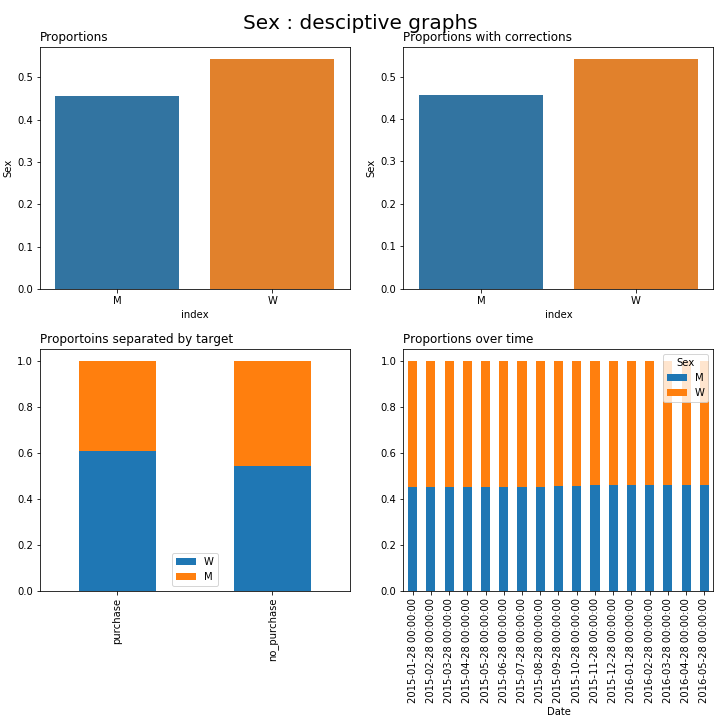 Sex : desciptive graphs
Proportions
Sex
0.5
0.4
0.3
0.2
0.1
0.0
M
W
index
Proportions with corrections
Sex
0.5
0.4
0.3
0.2
0.1
0.0
M
W
index
Proportoins separated by target
1.0
0.8
0.6
0.4
0.2
0.0
W
M
purchase
no_purchase
Proportions over time
1.0
0.8
0.6
0.4
0.2
0.0
Sex
M
W
2015-01-28 00:00:00
2015-02-28 00:00:00
2015-03-28 00:00:00
2015-04-28 00:00:00
2015-05-28 00:00:00
2015-06-28 00:00:00
2015-07-28 00:00:00
2015-08-28 00:00:00
2015-09-28 00:00:00
2015-10-28 00:00:00
2015-11-28 00:00:00
2015-12-28 00:00:00
2016-01-28 00:00:00
2016-02-28 00:00:00
2016-03-28 00:00:00
2016-04-28 00:00:00
2016-05-28 00:00:00
Date